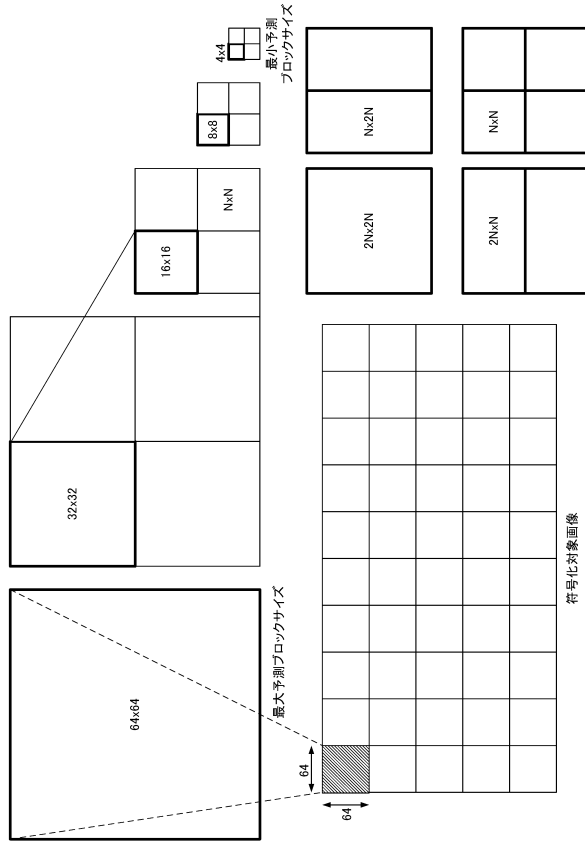 64x64
最大予測ブロックサイズ
32x32
16x16
NxN
8x8
4x4
最小予測
ブロックサイズ
64
64
符号化対象画像
2Nx2N
Nx2N
2NxN
NxN